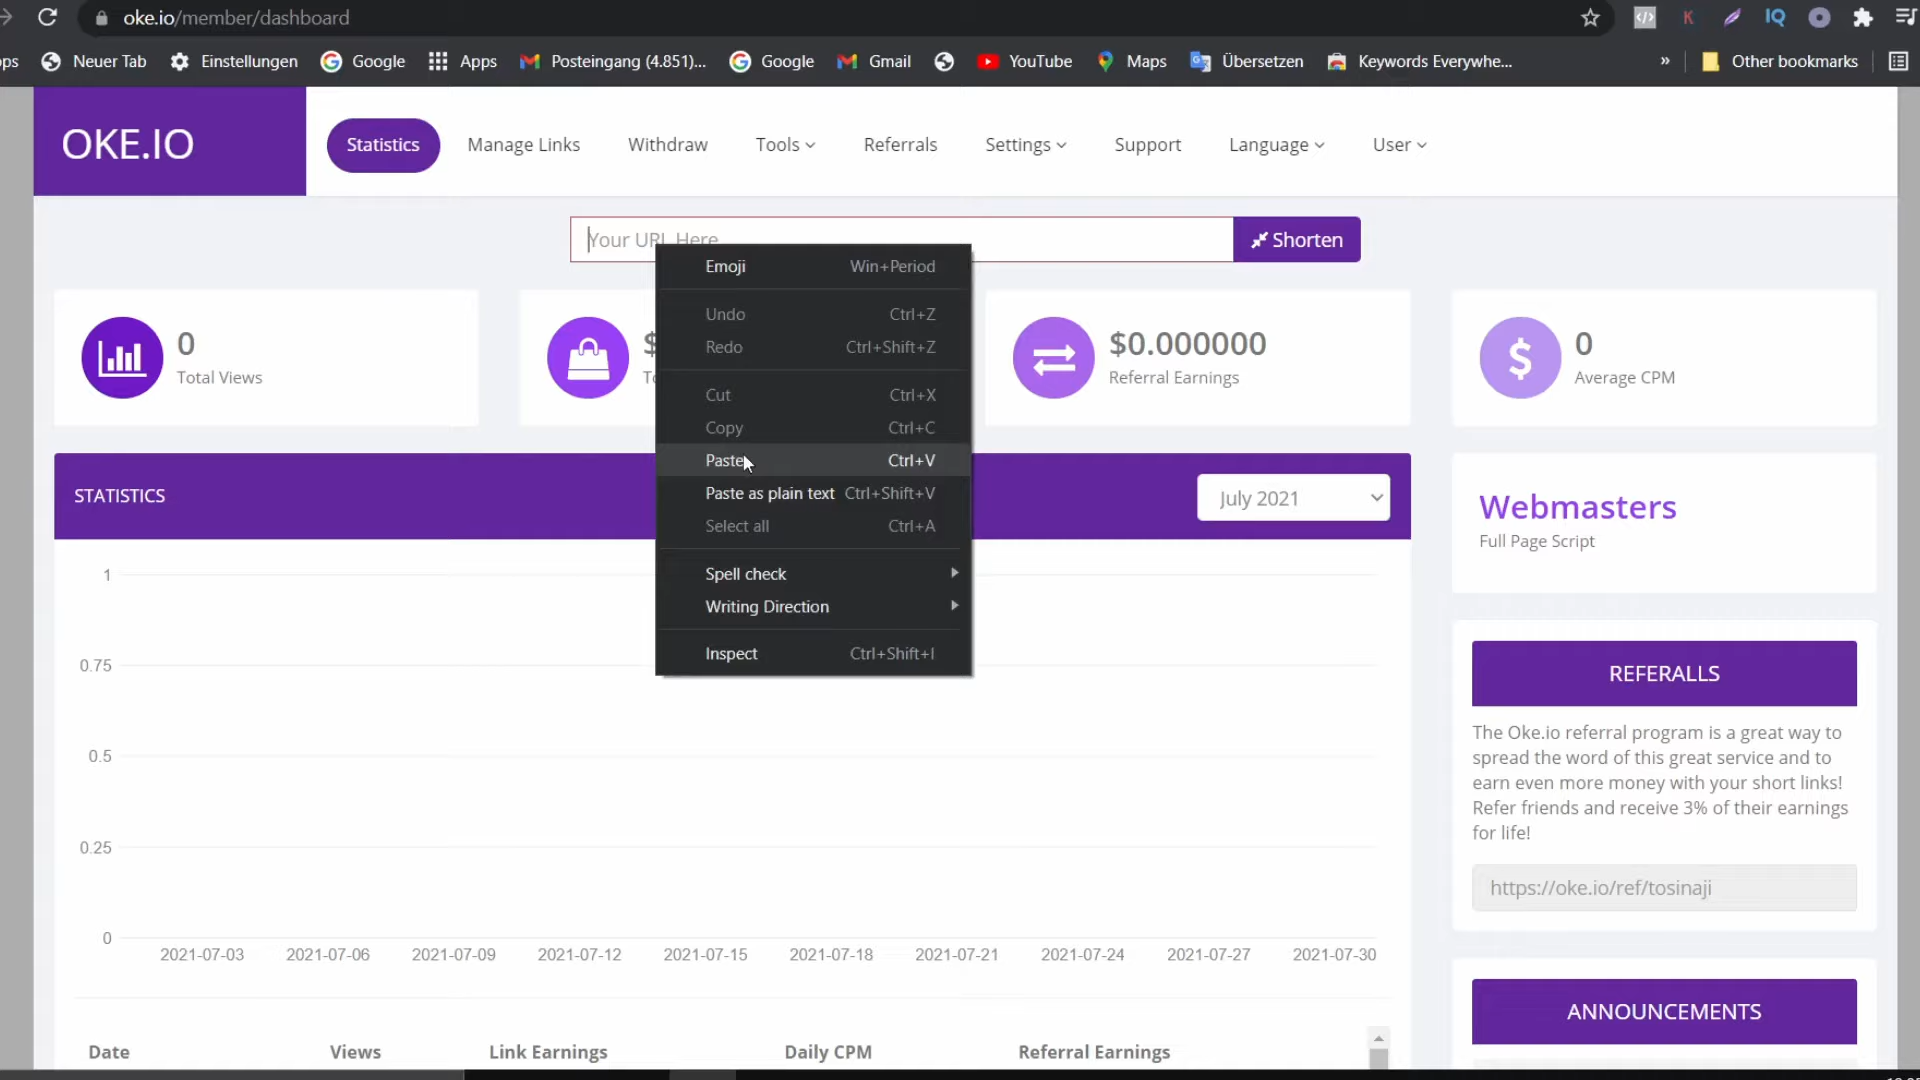 oke.io/member/dashboard
ps Neuer Tab Einstellungen Google Apps Posteingang (4.851)... Google Gmail YouTube Maps Übersetzen Keywords Everywhe... » Other bookmarks
OKE.IO
Statistics Manage Links Withdraw Tools Referrals Settings Support Language User
Your URL Here
Shorten
Emoji Win+Period
Undo Ctrl+Z
Redo Ctrl+Shift+Z
Cut Ctrl+X
Copy Ctrl+C
Paste Ctrl+V
Paste as plain text Ctrl+Shift+V
Select all Ctrl+A
Spell check
Writing Direction
Inspect Ctrl+Shift+I
0
Total Views
$
$0.000000
Referral Earnings
$
0
Average CPM
STATISTICS
July 2021
1
0.75
0.5
0.25
0
2021-07-03 2021-07-06 2021-07-09 2021-07-12 2021-07-15 2021-07-18 2021-07-21 2021-07-24 2021-07-27 2021-07-30
Date Views Link Earnings Daily CPM Referral Earnings
Webmasters
Full Page Script
REFERALLS
The Oke.io referral program is a great way to
spread the word of this great service and to
earn even more money with your short links!
Refer friends and receive 3% of their earnings
for life!
https://oke.io/ref/tosinaji
ANNOUNCEMENTS